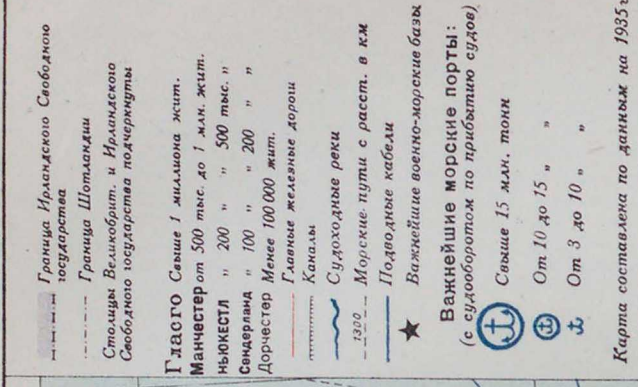 Граница Ирландского Свободного
государства
Граница Шотландии
Столицы Великобрит. и Ирландского
Свободного государства подчеркнуты
Гласго Свыше 1 миллиона жит.
Манчестер от 500 тыс. до 1 млн. жит.
НЬЮКЕСТЛ „ 200 „ „ 500 тыс. „
Сендерланд „ 100 „ „ 200 „ „
Дорчестер Менее 100 000 жит.
Главные железные дороги
Каналы
Судоходные реки
1300 Морские пути с расст. в км
Подводные кабели
Важнейшие военно-морские базы
Важнейшие морские порты:
(с судооборотом по прибытию судов)
Свыше 15 млн. тонн
От 10 до 15 „ „
От 3 до 10 „ „
Карта составлена по данным на 1935 г